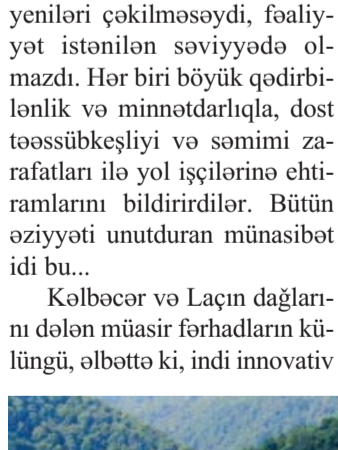 yeniləri çəkilməsəydi, fəaliy-
yət istənilən səviyyədə ol-
mazdı. Hər biri böyük qədirbi-
lənlik və minnətdarlıqla, dost
təəssübkeşliyi və səmimi za-
rafatları ilə yol işçilərinə ehti-
ramlarını bildirirdilər. Bütün
əziyyəti unutduran münasibət
idi bu...
Kəlbəcər və Laçın dağları-
nı dələn müasir fərhadların kü-
lüngü, əlbəttə ki, indi innovativ